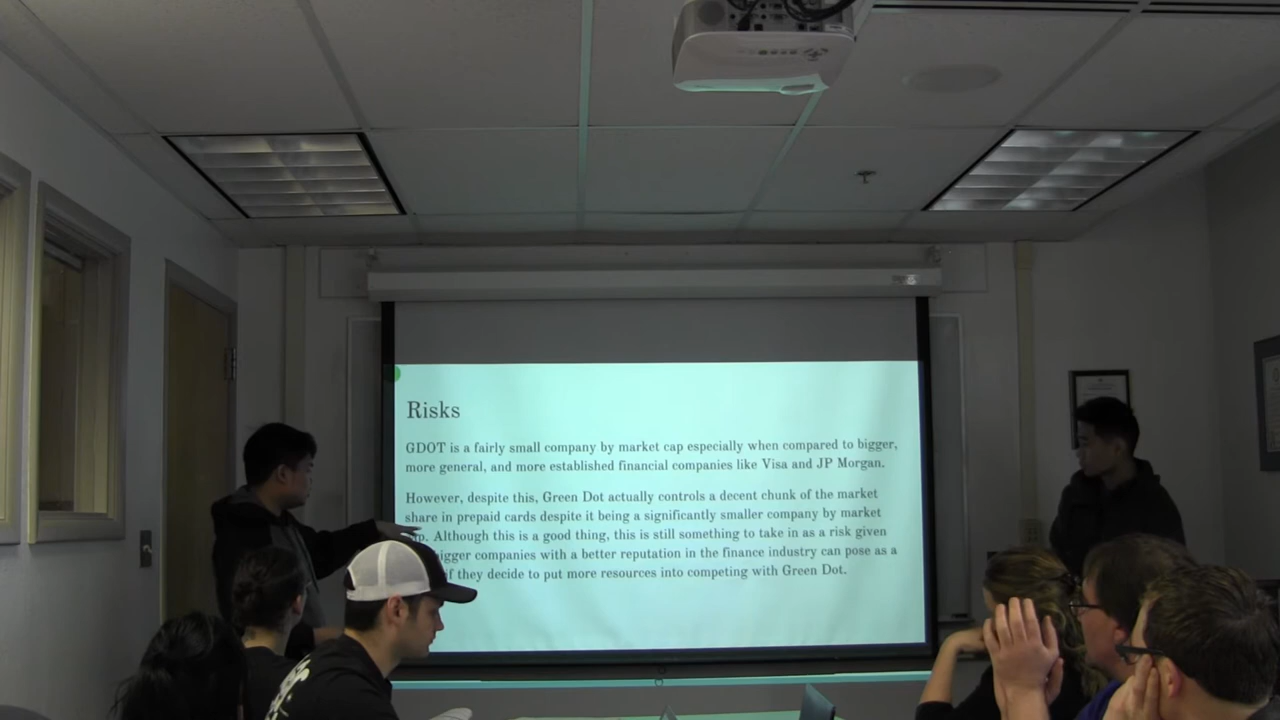 Risks
GDOT is a fairly small company by market cap especially when compared to bigger,
more general, and more established financial companies like Visa and JP Morgan.
However, despite this, Green Dot actually controls a decent chunk of the market
share in prepaid cards despite it being a significantly smaller company by market
Although this is a good thing, this is still something to take in as a risk given
bigger companies with a better reputation in the finance industry can pose as a
if they decide to put more resources into competing with Green Dot.